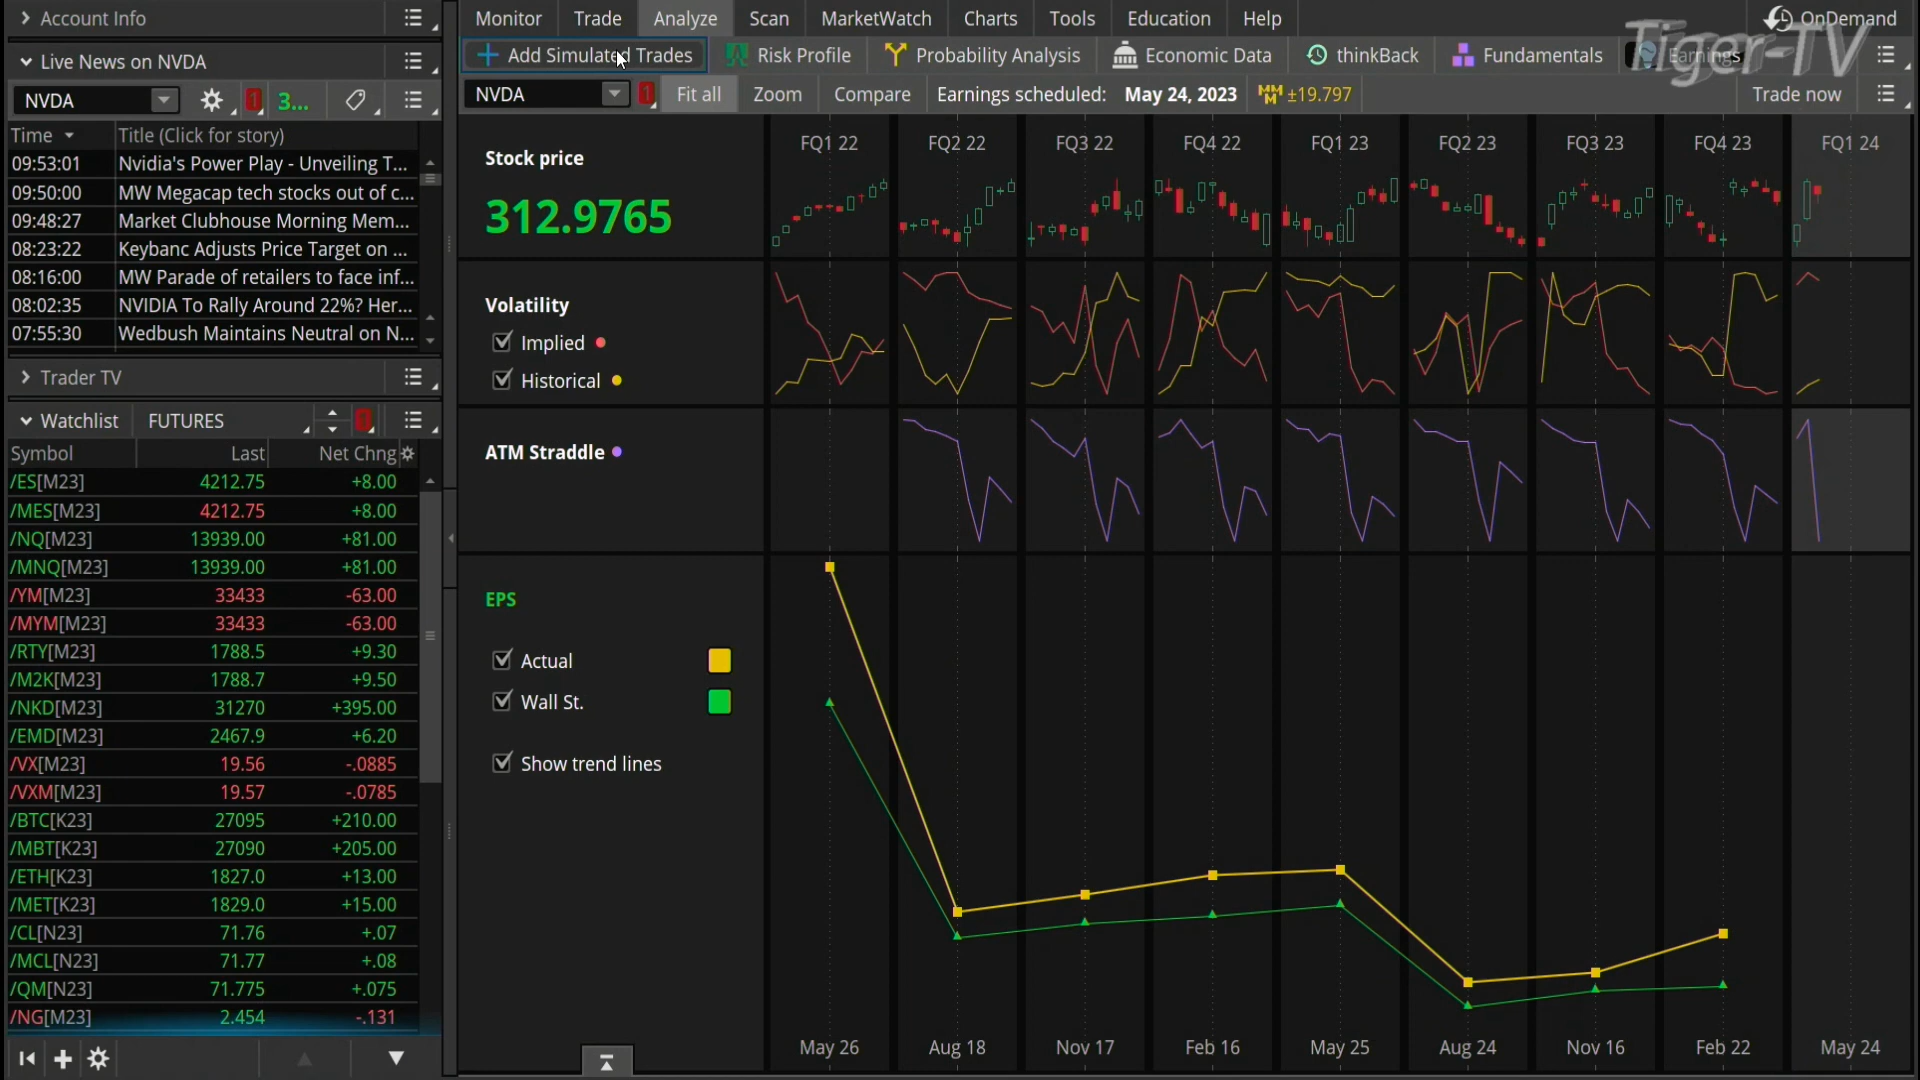 Account Info
Live News on NVDA
NVDA 3...
Time Title (Click for story)
09:53:01 Nvidia's Power Play - Unveiling T...
09:50:00 MW Megacap tech stocks out of c...
09:48:27 Market Clubhouse Morning Mem...
08:23:22 Keybanc Adjusts Price Target on ...
08:16:00 MW Parade of retailers to face inf...
08:02:35 NVIDIA To Rally Around 22%? Her...
07:55:30 Wedbush Maintains Neutral on N...
Trader TV
Watchlist FUTURES 1
Symbol Last Net Chng
/ES[M23] 4212.75 +8.00
/MES[M23] 4212.75 +8.00
/NQ[M23] 13939.00 +81.00
/MNQ[M23] 13939.00 +81.00
/YM[M23] 33433 -63.00
/MYM[M23] 33433 -63.00
/RTY[M23] 1788.5 +9.30
/M2K[M23] 1788.7 +9.50
/NKD[M23] 31270 +395.00
/EMD[M23] 2467.9 +6.20
/VX[M23] 19.56 -.0885
/VXM[M23] 19.57 -.0785
/BTC[K23] 27095 +210.00
/MBT[K23] 27090 +205.00
/ETH[K23] 1827.0 +13.00
/MET[K23] 1829.0 +15.00
/CL[N23] 71.76 +.07
/MCL[N23] 71.77 +.08
/QM[N23] 71.775 +.075
/NG[M23] 2.454 -.131
Monitor Trade Analyze Scan MarketWatch Charts Tools Education Help OnDemand
Tiger-TV
Add Simulated Trades Risk Profile Probability Analysis Economic Data thinkBack Fundamentals Earnings
NVDA 1 Fit all Zoom Compare Earnings scheduled: May 24, 2023 MMM ±19.797 Trade now
FQ1 22 FQ2 22 FQ3 22 FQ4 22 FQ1 23 FQ2 23 FQ3 23 FQ4 23 FQ1 24
Stock price
312.9765
Volatility
Implied
Historical
ATM Straddle
EPS
Actual
Wall St.
Show trend lines
May 26 Aug 18 Nov 17 Feb 16 May 25 Aug 24 Nov 16 Feb 22 May 24